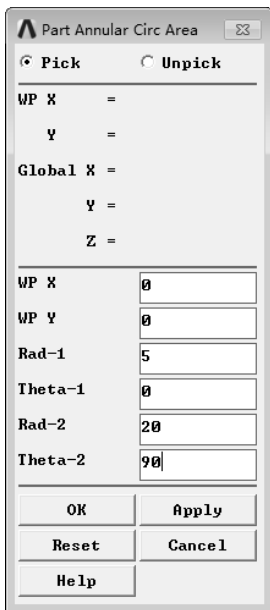 Part Annular Circ Area
Pick Unpick
WP X =
Y =
Global X =
Y =
Z =
WP X 0
WP Y 0
Rad-1 5
Theta-1 0
Rad-2 20
Theta-2 90
OK Apply
Reset Cancel
Help